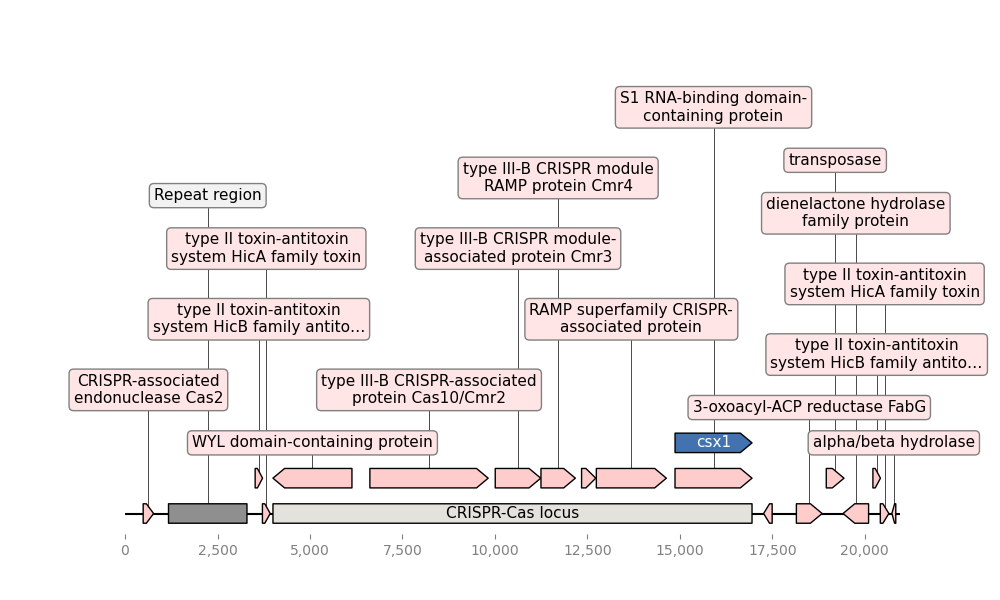 S1 RNA-binding domain-
containing protein
transposase
type III-B CRISPR module
RAMP protein Cmr4
Repeat region
dienelactone hydrolase
family protein
type II toxin-antitoxin
system HicA family toxin
type III-B CRISPR module-
associated protein Cmr3
type II toxin-antitoxin
system HicA family toxin
type II toxin-antitoxin
system HicB family antito…
RAMP superfamily CRISPR-
associated protein
type II toxin-antitoxin
system HicB family antito…
CRISPR-associated
endonuclease Cas2
type III-B CRISPR-associated
protein Cas10/Cmr2
3-oxoacyl-ACP reductase FabG
WYL domain-containing protein
csx1
alpha/beta hydrolase
CRISPR-Cas locus
0 2,500 5,000 7,500 10,000 12,500 15,000 17,500 20,000